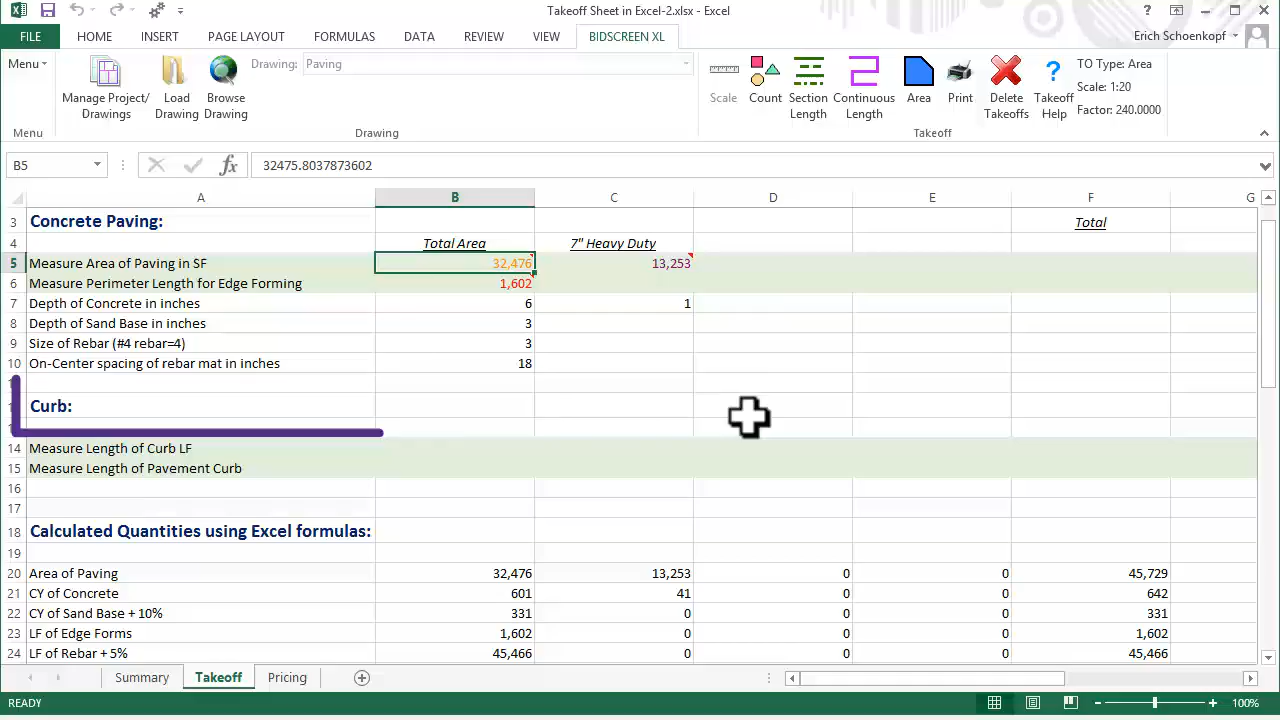 Takeoff Sheet in Excel-2.xlsx - Excel
FILE HOME INSERT PAGE LAYOUT FORMULAS DATA REVIEW VIEW BIDSCREEN XL Erich Schoenkopf
Menu
Manage Project/ Drawings
Load Drawing
Browse Drawing
Drawing: Paving
Scale
Count
Section Length
Continuous Length
Area
Print
Delete Takeoffs
Takeoff Help
TO Type: Area
Scale: 1:20
Factor: 240.0000
Menu Drawing Takeoff
B5 fx 32475.8037873602
A B C D E F G
3 Concrete Paving: Total
4 Total Area 7" Heavy Duty
5 Measure Area of Paving in SF 32,476 13,253
6 Measure Perimeter Length for Edge Forming 1,602
7 Depth of Concrete in inches 6 1
8 Depth of Sand Base in inches 3
9 Size of Rebar (#4 rebar=4) 3
10 On-Center spacing of rebar mat in inches 18
Curb:
14 Measure Length of Curb LF
15 Measure Length of Pavement Curb
16
17
18 Calculated Quantities using Excel formulas:
19
20 Area of Paving 32,476 13,253 0 0 45,729
21 CY of Concrete 601 41 0 0 642
22 CY of Sand Base + 10% 331 0 0 0 331
23 LF of Edge Forms 1,602 0 0 0 1,602
24 LF of Rebar + 5% 45,466 0 0 0 45,466
Summary Takeoff Pricing
READY 100%